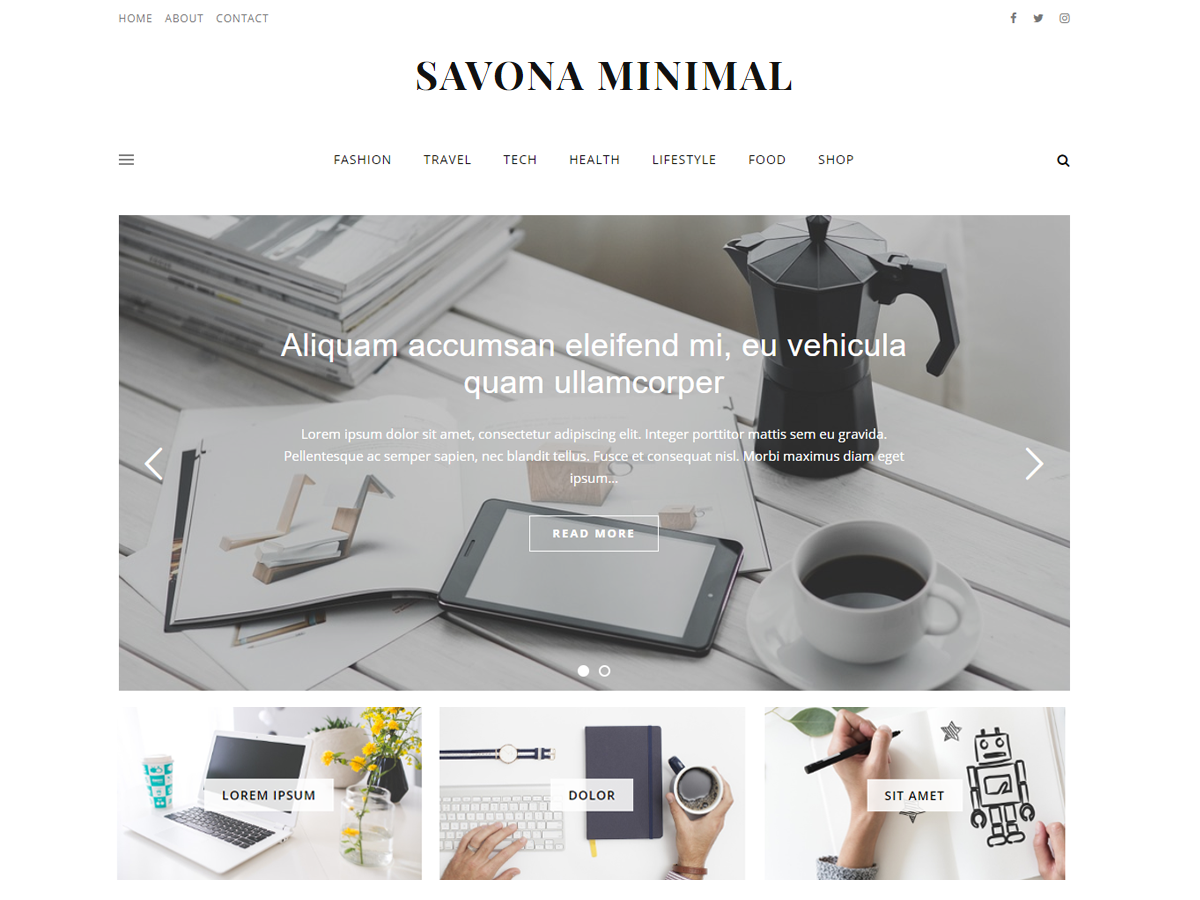 HOME ABOUT CONTACT
SAVONA MINIMAL
FASHION TRAVEL TECH HEALTH LIFESTYLE FOOD SHOP
Aliquam accumsan eleifend mi, eu vehicula
quam ullamcorper
Lorem ipsum dolor sit amet, consectetur adipiscing elit. Integer porttitor mattis sem eu gravida.
Pellentesque ac semper sapien, nec blandit tellus. Fusce et consequat nisl. Morbi maximus diam eget
ipsum...
READ MORE
LOREM IPSUM
DOLOR
SIT AMET